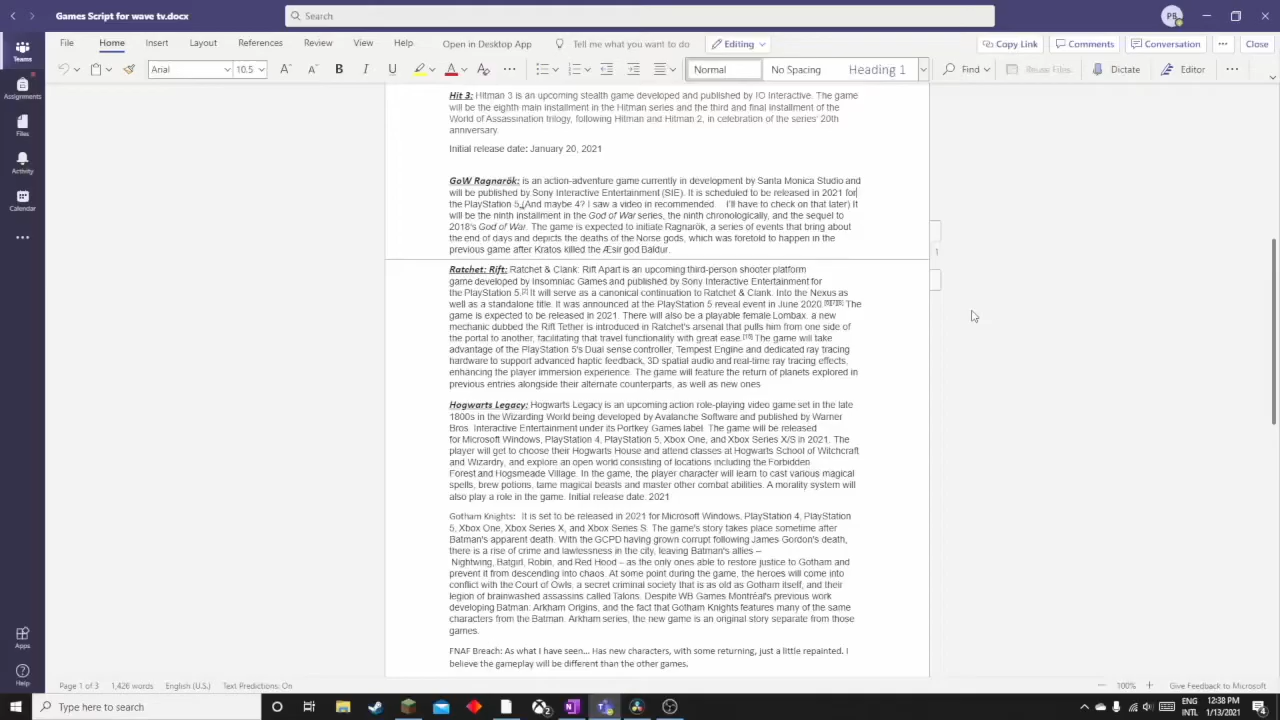 Games Script for wave tv.docx
Search
PB
File Home Insert Layout References Review View Help Open in Desktop App Tell me what you want to do Editing Copy Link Comments Conversation Close
Arial 10.5 A A B I U A Normal No Spacing Heading 1 Find Reuse Files Dictate Editor
Teams
Assignments
Files
Activity
Calendar
Apps
Help
Hit 3: Hitman 3 is an upcoming stealth game developed and published by IO Interactive. The game
will be the eighth main installment in the Hitman series and the third and final installment of the
World of Assassination trilogy, following Hitman and Hitman 2, in celebration of the series' 20th
anniversary.
Initial release date: January 20, 2021
GoW Ragnarök: is an action-adventure game currently in development by Santa Monica Studio and
will be published by Sony Interactive Entertainment (SIE). It is scheduled to be released in 2021 for
the PlayStation 5. (And maybe 4? I saw a video in recommended. I'll have to check on that later) It
will be the ninth installment in the God of War series, the ninth chronologically, and the sequel to
2018's God of War. The game is expected to initiate Ragnarök, a series of events that bring about
the end of days and depicts the deaths of the Norse gods, which was foretold to happen in the
previous game after Kratos killed the Æsir god Baldur.
1
Ratchet: Rift: Ratchet & Clank: Rift Apart is an upcoming third-person shooter platform
game developed by Insomniac Games and published by Sony Interactive Entertainment for
the PlayStation 5.[2] It will serve as a canonical continuation to Ratchet & Clank: Into the Nexus as
well as a standalone title. It was announced at the PlayStation 5 reveal event in June 2020. The
game is expected to be released in 2021. There will also be a playable female Lombax. a new
mechanic dubbed the Rift Tether is introduced in Ratchet's arsenal that pulls him from one side of
the portal to another, facilitating that travel functionality with great ease. The game will take
advantage of the PlayStation 5's Dual sense controller, Tempest Engine and dedicated ray tracing
hardware to support advanced haptic feedback, 3D spatial audio and real-time ray tracing effects,
enhancing the player immersion experience. The game will feature the return of planets explored in
previous entries alongside their alternate counterparts, as well as new ones
Hogwarts Legacy: Hogwarts Legacy is an upcoming action role-playing video game set in the late
1800s in the Wizarding World being developed by Avalanche Software and published by Warner
Bros. Interactive Entertainment under its Portkey Games label. The game will be released
for Microsoft Windows, PlayStation 4, PlayStation 5, Xbox One, and Xbox Series X/S in 2021. The
player will get to choose their Hogwarts House and attend classes at Hogwarts School of Witchcraft
and Wizardry, and explore an open world consisting of locations including the Forbidden
Forest and Hogsmeade Village. In the game, the player character will learn to cast various magical
spells, brew potions, tame magical beasts and master other combat abilities. A morality system will
also play a role in the game. Initial release date: 2021
Gotham Knights: It is set to be released in 2021 for Microsoft Windows, PlayStation 4, PlayStation
5, Xbox One, Xbox Series X, and Xbox Series S. The game's story takes place sometime after
Batman's apparent death. With the GCPD having grown corrupt following James Gordon's death,
there is a rise of crime and lawlessness in the city, leaving Batman's allies –
Nightwing, Batgirl, Robin, and Red Hood – as the only ones able to restore justice to Gotham and
prevent it from descending into chaos. At some point during the game, the heroes will come into
conflict with the Court of Owls, a secret criminal society that is as old as Gotham itself, and their
legion of brainwashed assassins called Talons. Despite WB Games Montréal's previous work
developing Batman: Arkham Origins, and the fact that Gotham Knights features many of the same
characters from the Batman: Arkham series, the new game is an original story separate from those
games.
FNAF Breach: As what I have seen... Has new characters, with some returning, just a little repainted. I
believe the gameplay will be different than the other games.
Page 1 of 3 1,426 words English (U.S.) Text Predictions: On 100% Give Feedback to Microsoft
Type here to search
ENG
INTL
12:38 PM
1/13/2021